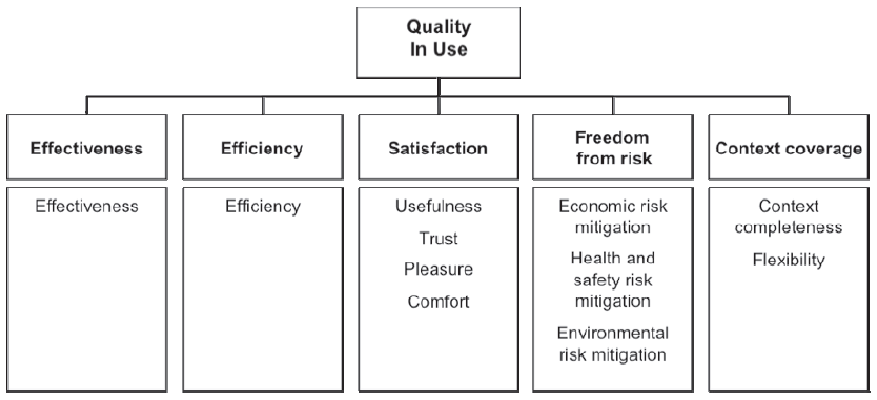 Quality
In Use
Effectiveness
Efficiency
Satisfaction
Freedom
from risk
Context coverage
Effectiveness
Efficiency
Usefulness
Trust
Pleasure
Comfort
Economic risk
mitigation
Health and
safety risk
mitigation
Environmental
risk mitigation
Context
completeness
Flexibility